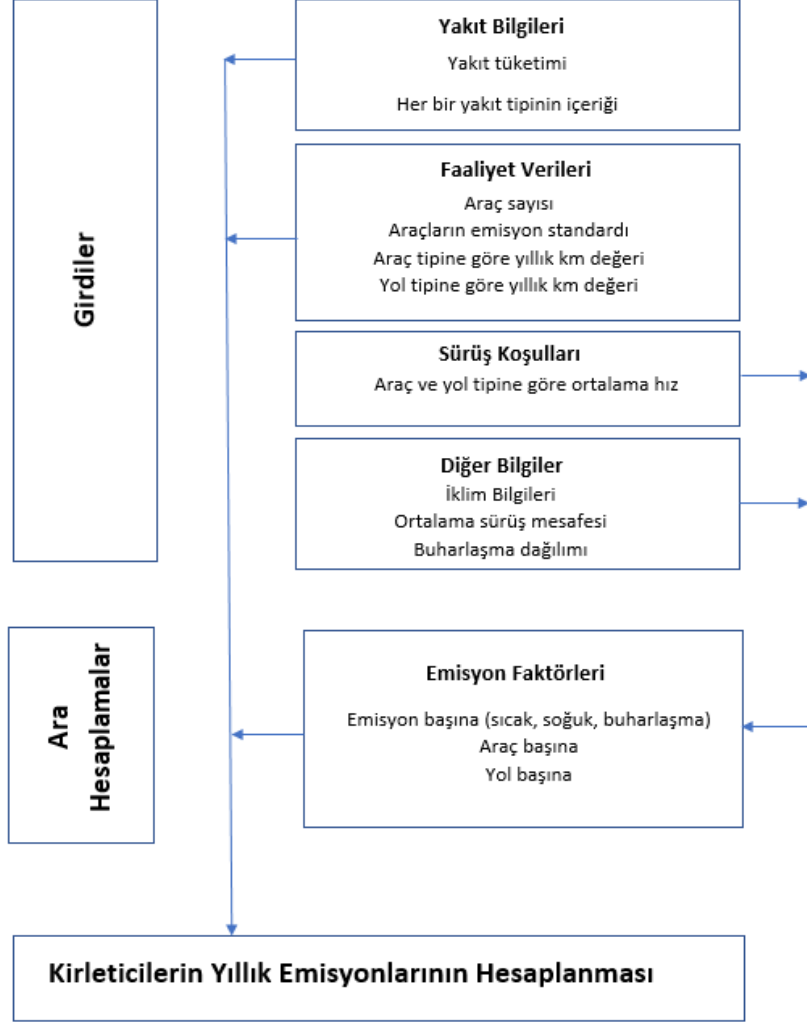 Girdiler
Yakıt Bilgileri
Yakıt tüketimi
Her bir yakıt tipinin içeriği
Faaliyet Verileri
Araç sayısı
Araçların emisyon standardı
Araç tipine göre yıllık km değeri
Yol tipine göre yıllık km değeri
Sürüş Koşulları
Araç ve yol tipine göre ortalama hız
Diğer Bilgiler
İklim Bilgileri
Ortalama sürüş mesafesi
Buharlaşma dağılımı
Ara
Hesaplamalar
Emisyon Faktörleri
Emisyon başına (sıcak, soğuk, buharlaşma)
Araç başına
Yol başına
Kirleticilerin Yıllık Emisyonlarının Hesaplanması